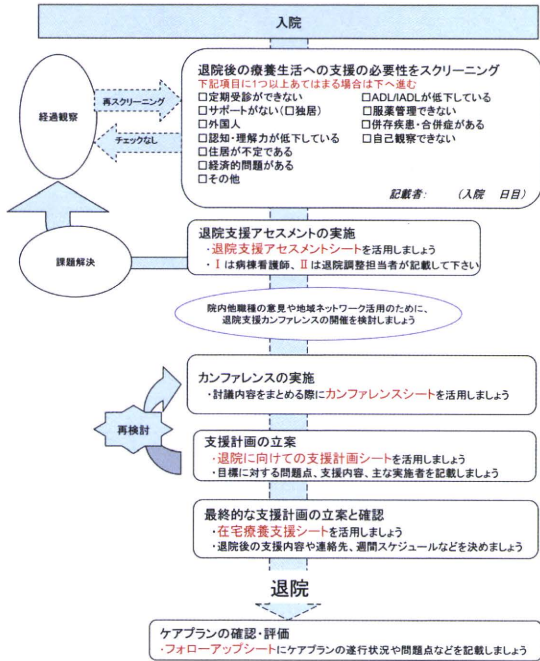 入院
退院後の療養生活への支援の必要性をスクリーニング
下記項目に1つ以上あてはまる場合は下へ進む
□定期受診ができない
□サポートがない(□独居)
□外国人
□認知・理解力が低下している
□住居が不定である
□経済的問題がある
□その他
□ADL/IADLが低下している
□服薬管理できない
□併存疾患・合併症がある
□自己観察できない
記載者: (入院 日目)
経過観察
再スクリーニング
チェックなし
退院支援アセスメントの実施
・退院支援アセスメントシートを活用しましょう
・Ⅰは病棟看護師、Ⅱは退院調整担当者が記載して下さい
課題解決
院内他職種の意見や地域ネットワーク活用のために、
退院支援カンファレンスの開催を検討しましょう
カンファレンスの実施
・討議内容をまとめる際にカンファレンスシートを活用しましょう
再検討
支援計画の立案
・退院に向けての支援計画シートを活用しましょう
・目標に対する問題点、支援内容、主な実施者を記載しましょう
最終的な支援計画の立案と確認
・在宅療養支援シートを活用しましょう
・退院後の支援内容や連絡先、週間スケジュールなどを決めましょう
退院
ケアプランの確認・評価
・フォローアップシートにケアプランの遂行状況や問題点などを記載しましょう